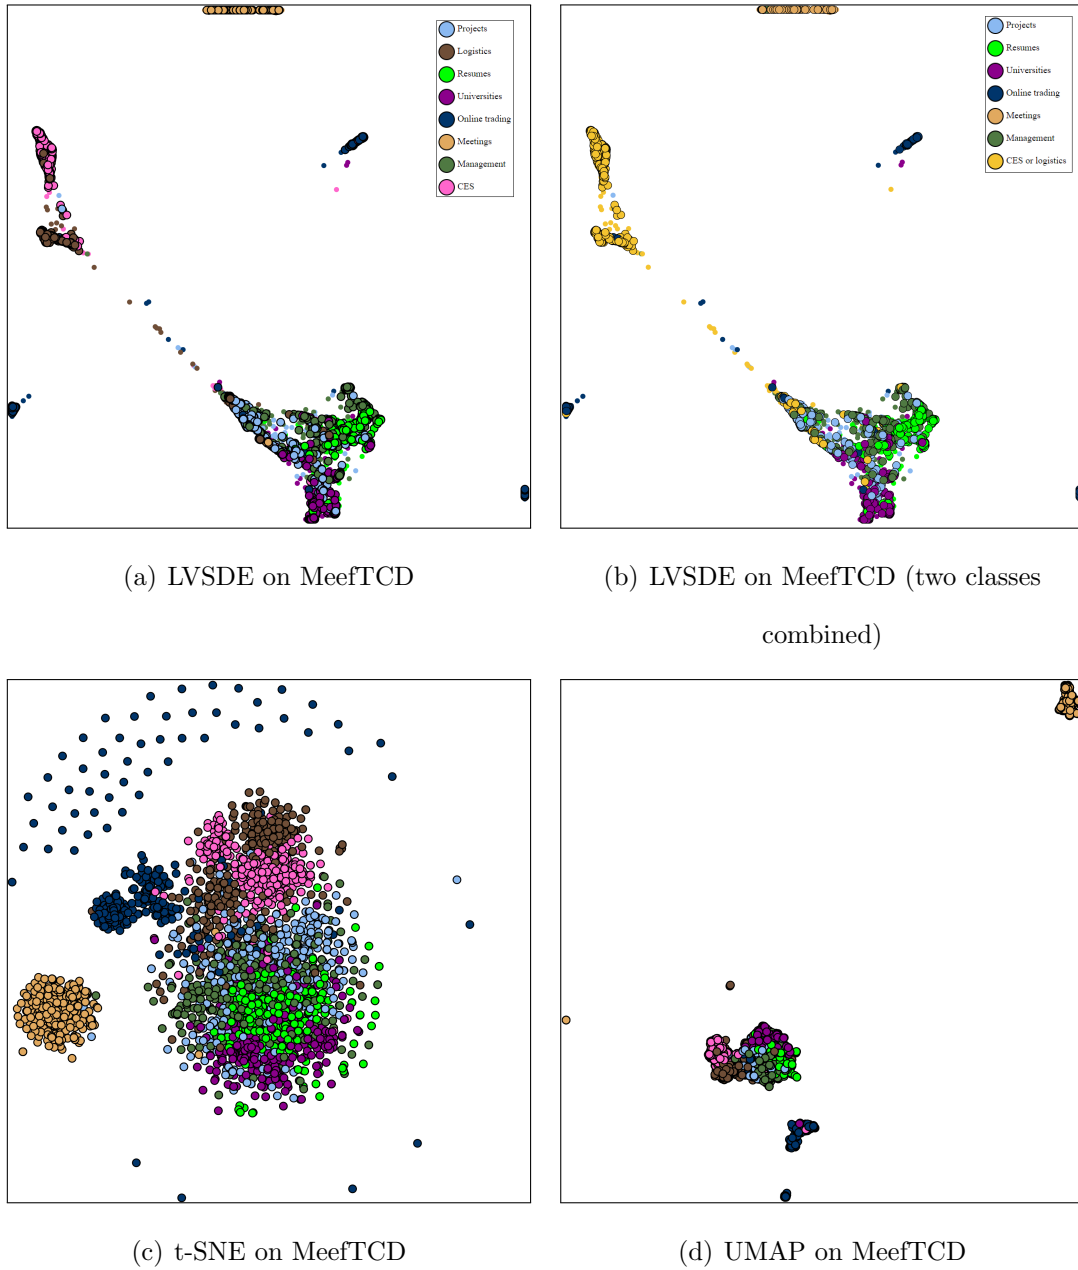 Projects
Logistics
Resumes
Universities
Online trading
Meetings
Management
CES
Projects
Resumes
Universities
Online trading
Meetings
Management
CES or logistics
(a) LVSDE on MeefTCD
(b) LVSDE on MeefTCD (two classes
combined)
(c) t-SNE on MeefTCD
(d) UMAP on MeefTCD